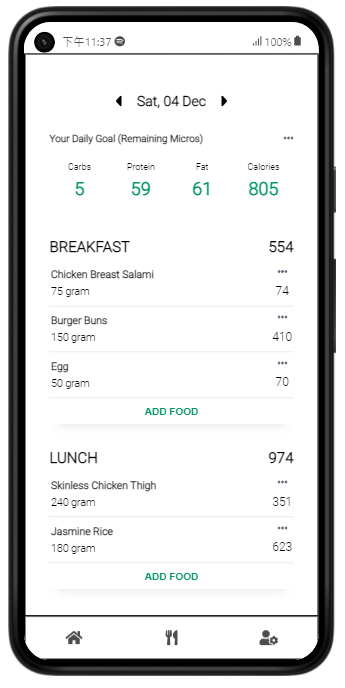 下午11:37 100%
Sat, 04 Dec
Your Daily Goal (Remaining Micros) •••
Carbs Protein Fat Calories
5 59 61 805
BREAKFAST 554
Chicken Breast Salami •••
75 gram 74
Burger Buns •••
150 gram 410
Egg •••
50 gram 70
ADD FOOD
LUNCH 974
Skinless Chicken Thigh •••
240 gram 351
Jasmine Rice •••
180 gram 623
ADD FOOD